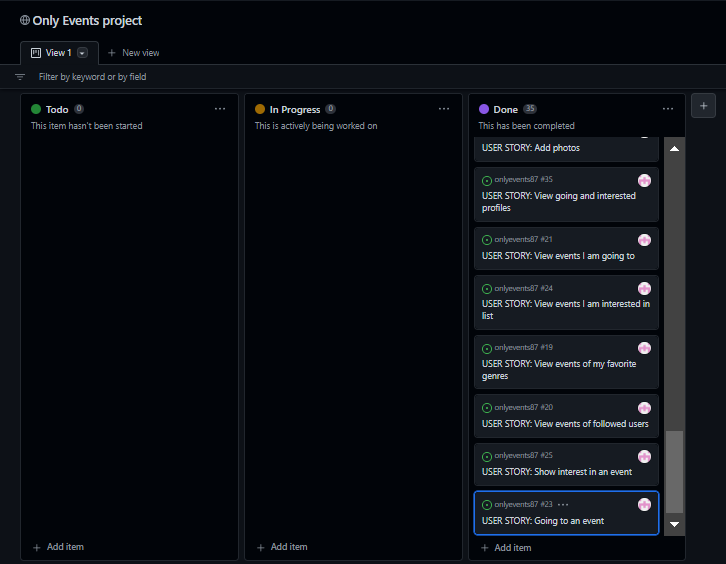 Only Events project
View 1
New view
Filter by keyword or by field
Todo 0
This item hasn't been started
Add item
In Progress 0
This is actively being worked on
Add item
Done 35
This has been completed
USER STORY: Add photos
onlyevents87 #35
USER STORY: View going and interested
profiles
onlyevents87 #21
USER STORY: View events I am going to
onlyevents87 #24
USER STORY: View events I am interested in
list
onlyevents87 #19
USER STORY: View events of my favorite
genres
onlyevents87 #20
USER STORY: View events of followed users
onlyevents87 #25
USER STORY: Show interest in an event
onlyevents87 #23 ...
USER STORY: Going to an event
Add item